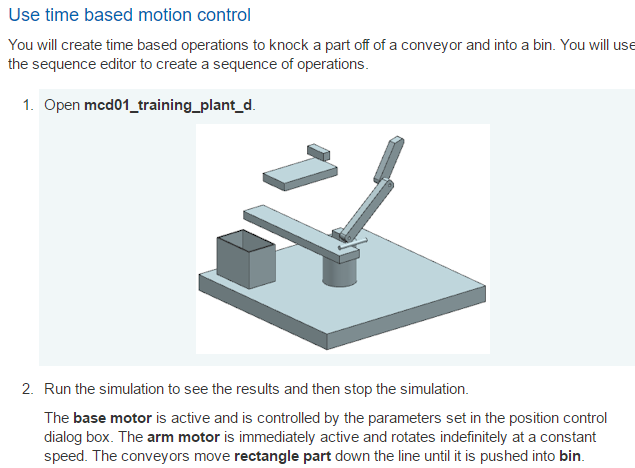 Use time based motion control
You will create time based operations to knock a part off of a conveyor and into a bin. You will use
the sequence editor to create a sequence of operations.
1. Open mcd01_training_plant_d.
2. Run the simulation to see the results and then stop the simulation.
The base motor is active and is controlled by the parameters set in the position control
dialog box. The arm motor is immediately active and rotates indefinitely at a constant
speed. The conveyors move rectangle part down the line until it is pushed into bin.